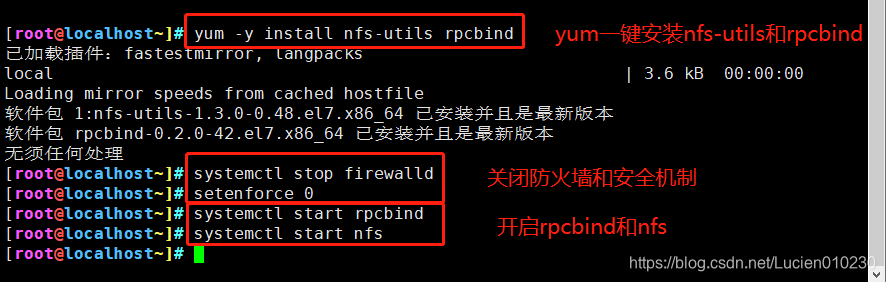 [root@localhost~]# yum -y install nfs-utils rpcbind yum一键安装nfs-utils和rpcbind
已加载插件：fastestmirror, langpacks
local | 3.6 kB 00:00:00
Loading mirror speeds from cached hostfile
软件包 1:nfs-utils-1.3.0-0.48.el7.x86_64 已安装并且是最新版本
软件包 rpcbind-0.2.0-42.el7.x86_64 已安装并且是最新版本
无须任何处理
[root@localhost~]# systemctl stop firewalld 关闭防火墙和安全机制
[root@localhost~]# setenforce 0
[root@localhost~]# systemctl start rpcbind 开启rpcbind和nfs
[root@localhost~]# systemctl start nfs
[root@localhost~]#
https://blog.csdn.net/Lucien010230